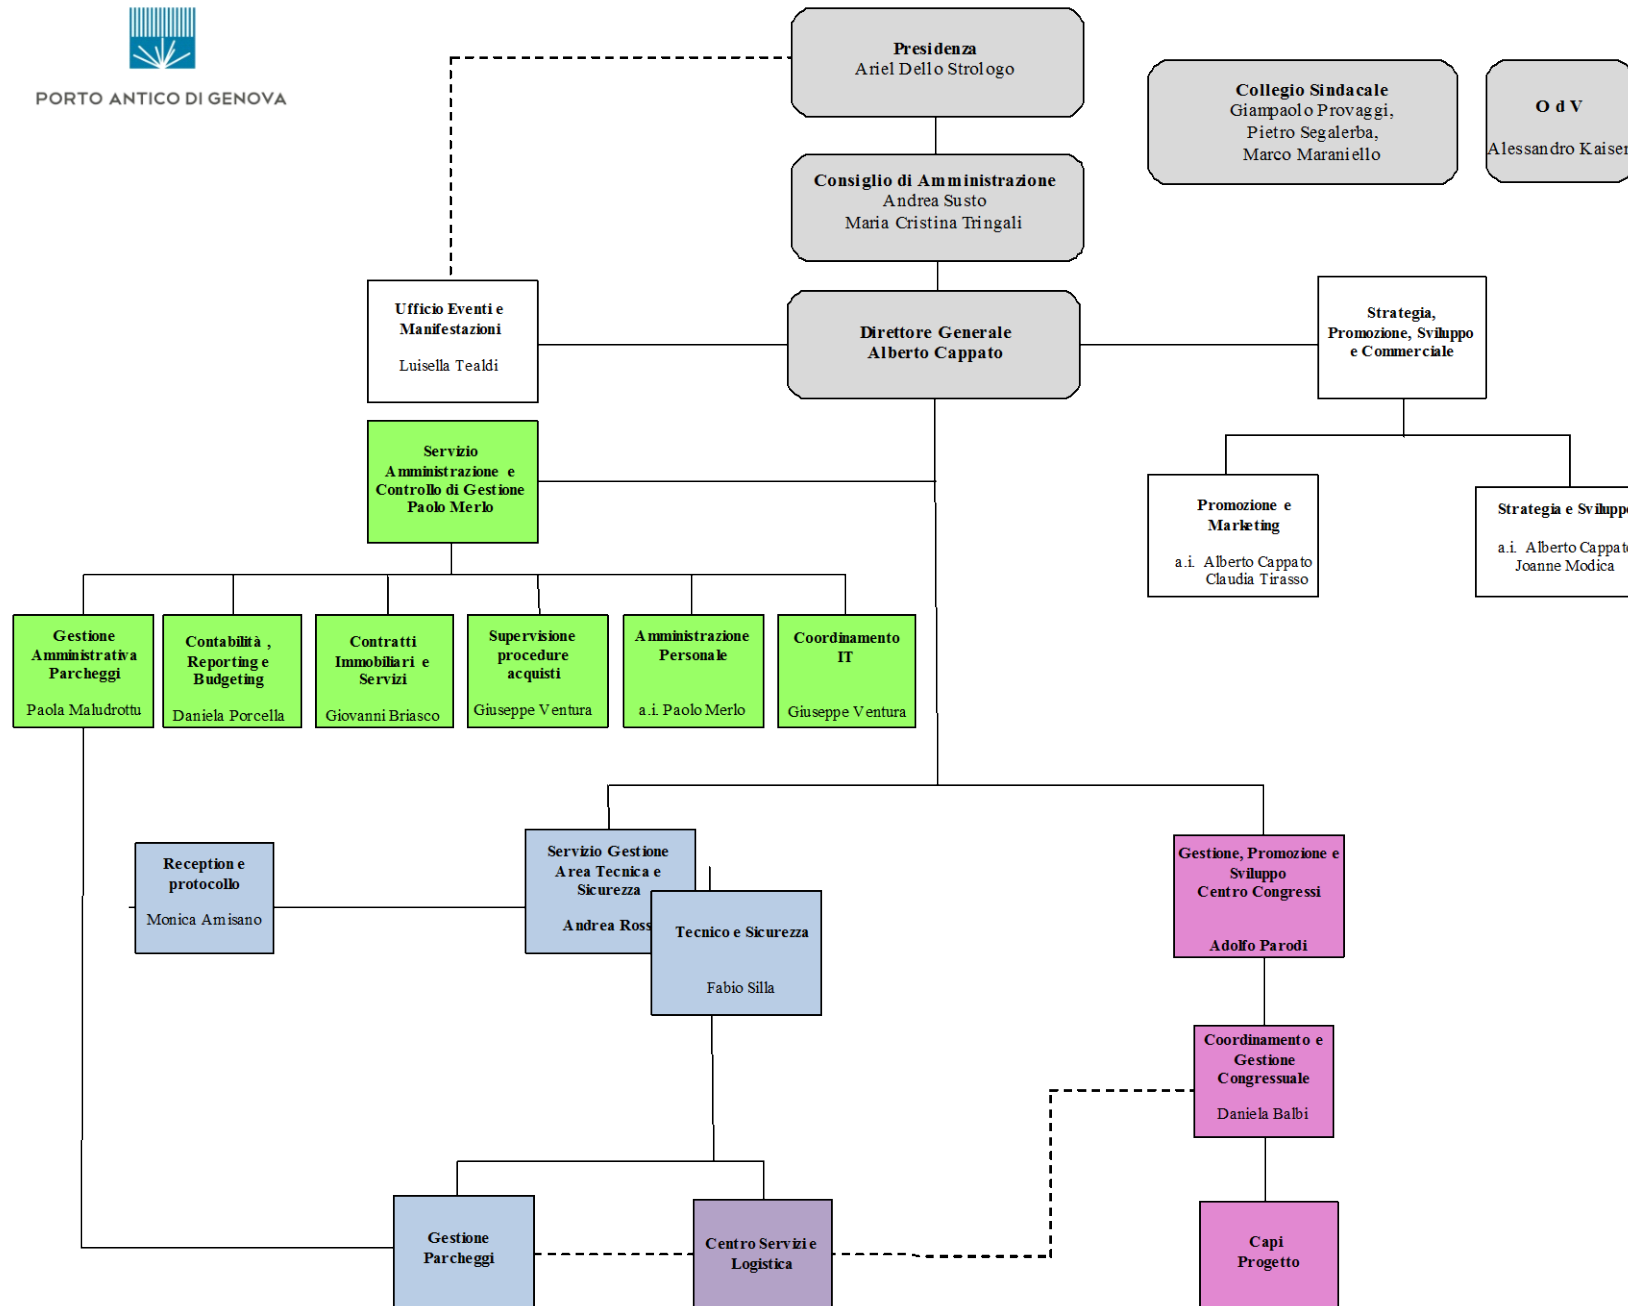 PORTO ANTICO DI GENOVA
Presidenza
Ariel Dello Strologo
Collegio Sindacale
Giampaolo Provaggi,
Pietro Segalerba,
Marco Maraniello
O d V
Alessandro Kaiser
Consiglio di Amministrazione
Andrea Susto
Maria Cristina Tringali
Ufficio Eventi e
Manifestazioni
Luisella Tealdi
Direttore Generale
Alberto Cappato
Strategia,
Promozione, Sviluppo
e Commerciale
Servizio
Amministrazione e
Controllo di Gestione
Paolo Merlo
Promozione e
Marketing
a.i. Alberto Cappato
Claudia Tirasso
Strategia e Sviluppo
a.i. Alberto Cappato
Joanne Modica
Gestione
Amministrativa
Parcheggi
Paola Maludrottu
Contabilità ,
Reporting e
Budgeting
Daniela Porcella
Contratti
Immobiliari e
Servizi
Giovanni Briasco
Supervisione
procedure
acquisti
Giuseppe Ventura
Amministrazione
Personale
a.i. Paolo Merlo
Coordinamento
IT
Giuseppe Ventura
Reception e
protocollo
Monica Amisano
Servizio Gestione
Area Tecnica e
Sicurezza
Andrea Ross
Tecnico e Sicurezza
Fabio Silla
Gestione, Promozione e
Sviluppo
Centro Congressi
Adolfo Parodi
Coordinamento e
Gestione
Congressuale
Daniela Balbi
Gestione
Parcheggi
Centro Servizi e
Logistica
Capi
Progetto